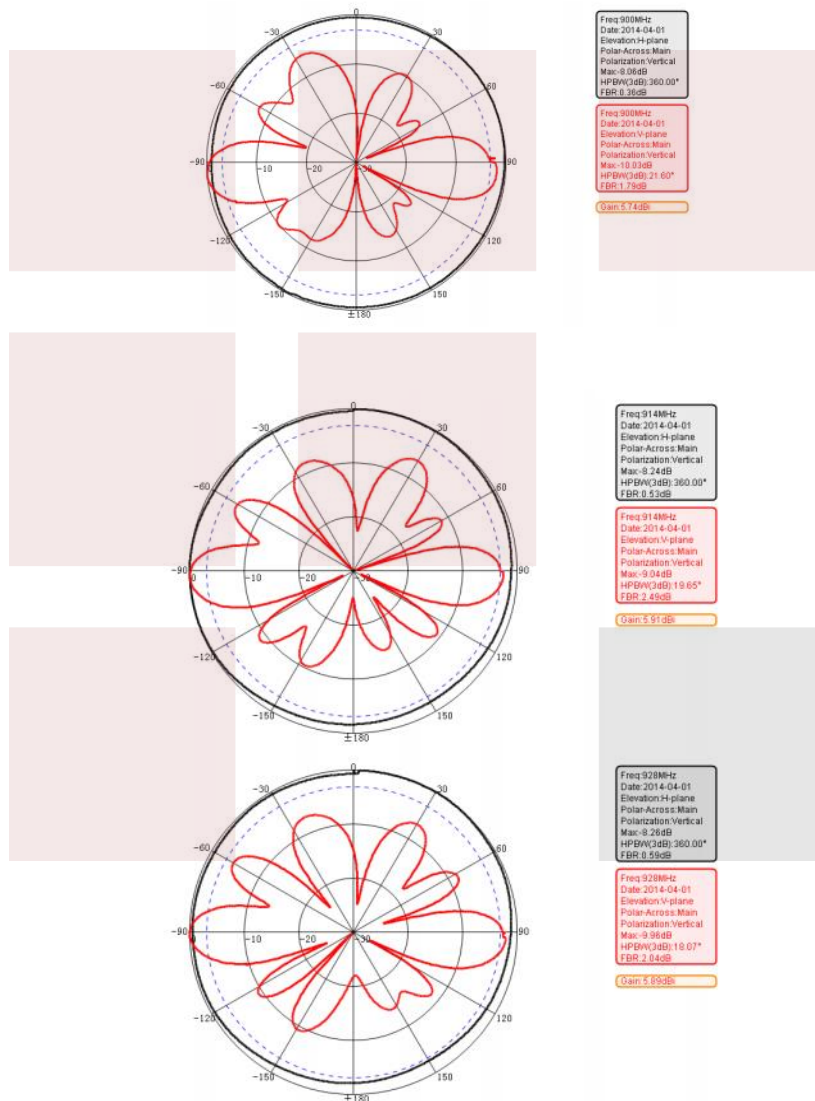 0
-30
30
-60
60
-90
0
-10
-20
-30
90
-120
120
-150
150
±180
Freq:900MHz
Date:2014-04-01
Elevation:H-plane
Polar-Across:Main
Polarization:Vertical
Max:-8.06dB
HPBW(3dB):360.00°
FBR:0.36dB
Freq:900MHz
Date:2014-04-01
Elevation:V-plane
Polar-Across:Main
Polarization:Vertical
Max:-10.03dB
HPBW(3dB):21.60°
FBR:1.79dB
Gain:5.74dBi
0
-30
30
-60
60
-90
0
-10
-20
-30
90
-120
120
-150
150
±180
Freq:914MHz
Date:2014-04-01
Elevation:H-plane
Polar-Across:Main
Polarization:Vertical
Max:-8.24dB
HPBW(3dB):360.00°
FBR:0.53dB
Freq:914MHz
Date:2014-04-01
Elevation:V-plane
Polar-Across:Main
Polarization:Vertical
Max:-9.04dB
HPBW(3dB):19.65°
FBR:2.49dB
Gain:5.91dBi
0
-30
30
-60
60
-90
0
-10
-20
-30
90
-120
120
-150
150
±180
Freq:928MHz
Date:2014-04-01
Elevation:H-plane
Polar-Across:Main
Polarization:Vertical
Max:-8.26dB
HPBW(3dB):360.00°
FBR:0.59dB
Freq:928MHz
Date:2014-04-01
Elevation:V-plane
Polar-Across:Main
Polarization:Vertical
Max:-9.96dB
HPBW(3dB):18.07°
FBR:2.04dB
Gain:5.89dBi